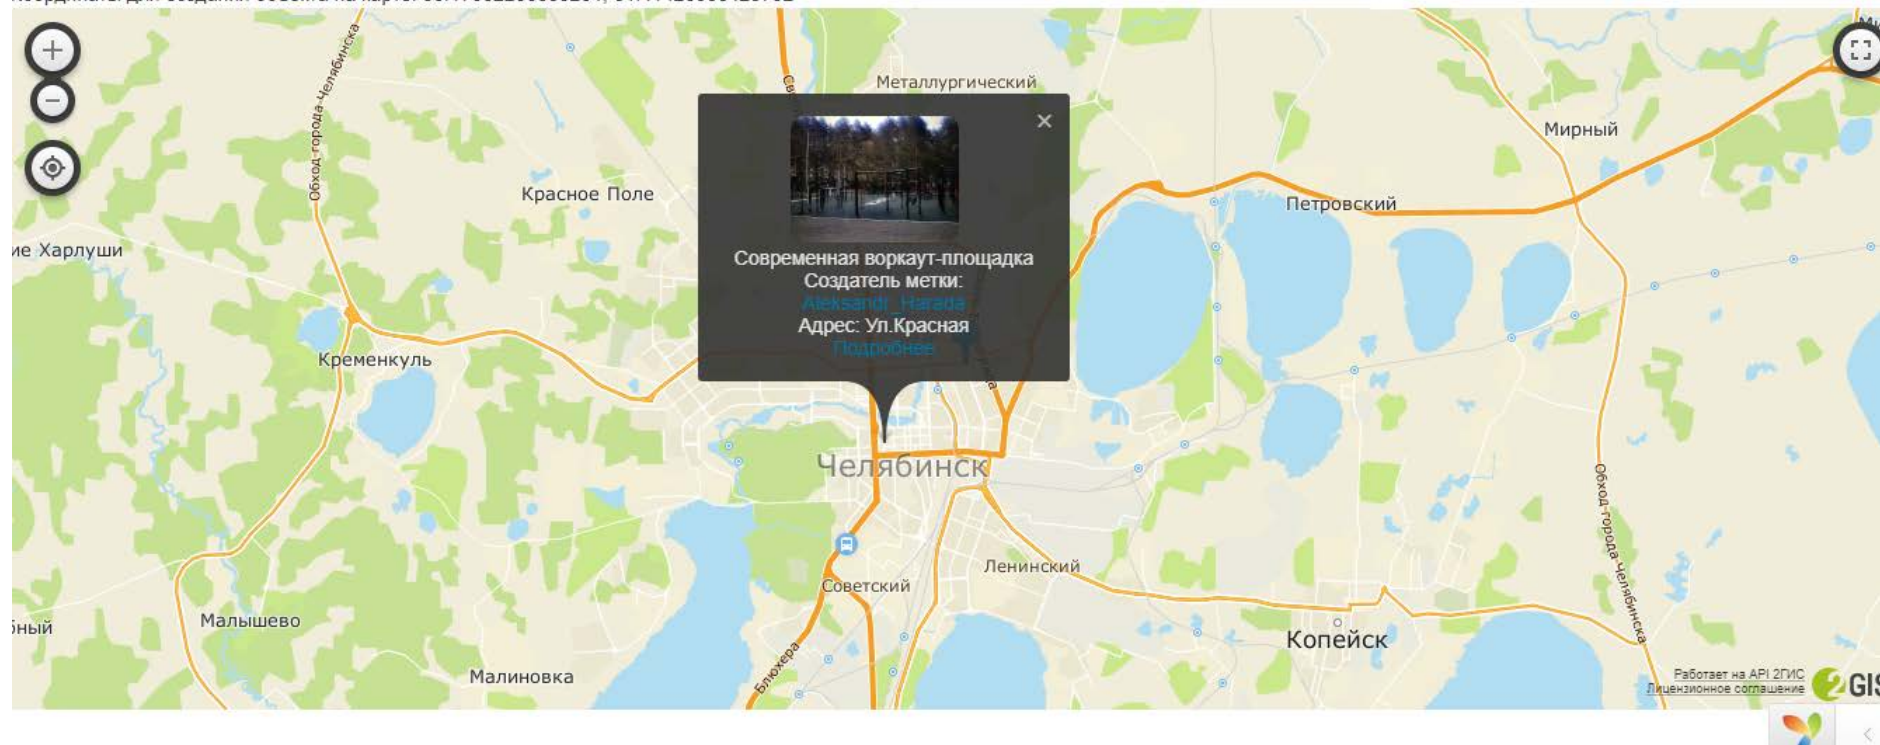 Металлургический
Мирный
Обход города Челябинска
Красное Поле
Петровский
ие Харлуши
Современная воркаут-площадка
Создатель метки:
Aleksandr_Harada
Адрес: Ул.Красная
Подробнее
Кременкуль
Челябинск
Обход города Челябинска
Ленинский
Советский
Малышево
Копейск
Малиновка
Блюхера
Работает на API 2ГИС
Лицензионное соглашение
2GIS